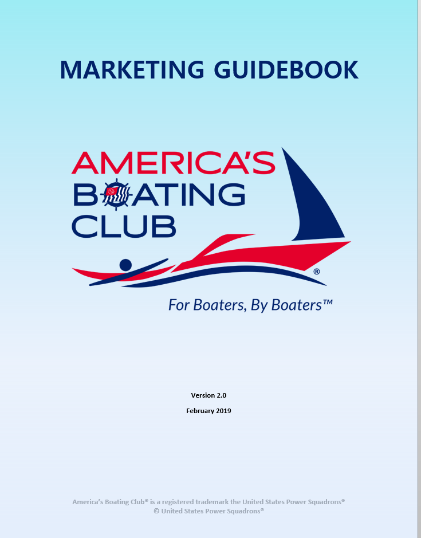 MARKETING GUIDEBOOK
AMERICA'S
BOATING
CLUB
®
For Boaters, By Boaters™
Version 2.0
February 2019
America's Boating Club® is a registered trademark the United States Power Squadrons®
© United States Power Squadrons®